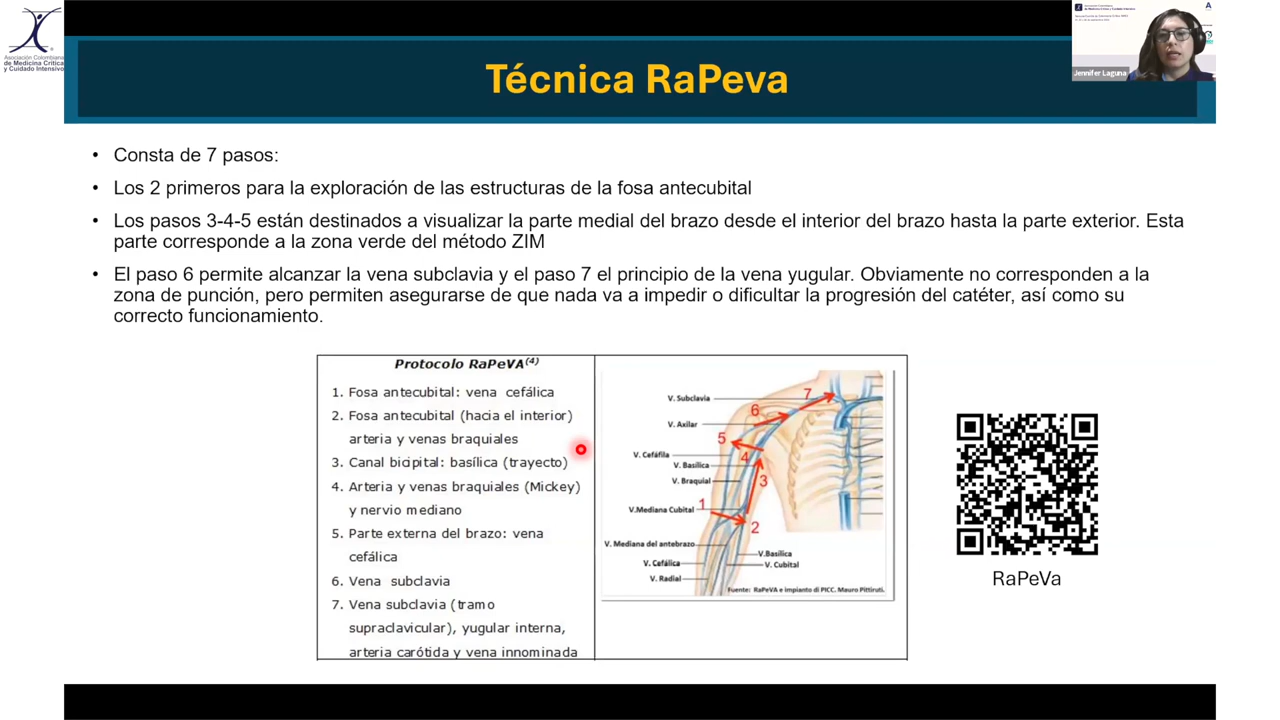 Asociación Colombiana
de Medicina Crítica
y Cuidado Intensivo
Técnica RaPeva
Asociación Colombiana
de Medicina Crítica y Cuidado Intensivo
Jennifer Laguna
• Consta de 7 pasos:
• Los 2 primeros para la exploración de las estructuras de la fosa antecubital
• Los pasos 3-4-5 están destinados a visualizar la parte medial del brazo desde el interior del brazo hasta la parte exterior. Esta
parte corresponde a la zona verde del método ZIM
• El paso 6 permite alcanzar la vena subclavia y el paso 7 el principio de la vena yugular. Obviamente no corresponden a la
zona de punción, pero permiten asegurarse de que nada va a impedir o dificultar la progresión del catéter, así como su
correcto funcionamiento.
Protocolo RaPeVA(4)
1. Fosa antecubital: vena cefálica
2. Fosa antecubital (hacia el interior)
arteria y venas braquiales
3. Canal bicipital: basílica (trayecto)
4. Arteria y venas braquiales (Mickey)
y nervio mediano
5. Parte externa del brazo: vena
cefálica
6. Vena subclavia
7. Vena subclavia (tramo
supraclavicular), yugular interna,
arteria carótida y vena innominada
V. Subclavia
7
6
V. Axilar
5
V. Cefáfila
4
V. Basílica
V. Braquial
3
1
V.Mediana Cubital
2
V. Mediana del antebrazo
V.Basílica
V. Cefálica
V. Cubital
V. Radial
Fuente: RaPeVA e impianto di PICC. Mauro Pittiruti.
RaPeVa